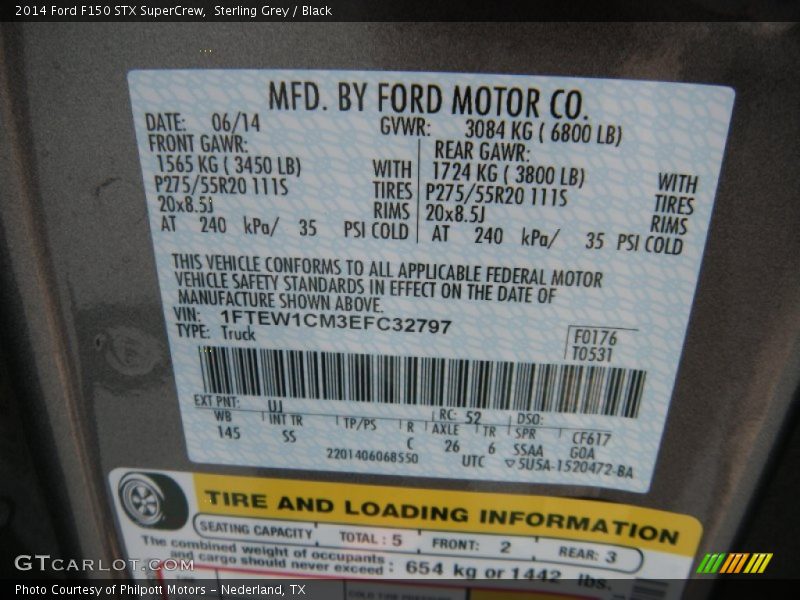 2014 Ford F150 STX SuperCrew,  Sterling Grey / Black
MFD. BY FORD MOTOR CO.
DATE: 06/14 GVWR: 3084 KG ( 6800 LB)
FRONT GAWR: REAR GAWR:
1565 KG ( 3450 LB) WITH 1724 KG ( 3800 LB) WITH
P275/55R20 111S TIRES P275/55R20 111S TIRES
20x8.5J RIMS 20x8.5J RIMS
AT 240 kPa/ 35 PSI COLD AT 240 kPa/ 35 PSI COLD
THIS VEHICLE CONFORMS TO ALL APPLICABLE FEDERAL MOTOR
VEHICLE SAFETY STANDARDS IN EFFECT ON THE DATE OF
MANUFACTURE SHOWN ABOVE.
VIN: 1FTEW1CM3EFC32797
TYPE: Truck
F0176
T0531
EXT PNT: UJ RC: 52 DSO:
WB INT TR TP/PS R AXLE TR SPR CF617
145 SS C 26 6 SSAA GOA
2201406068550 UTC ▽5U5A-1520472-BA
TIRE AND LOADING INFORMATION
SEATING CAPACITY TOTAL : 5 FRONT: 2 REAR: 3
The combined weight of occupants
and cargo should never exceed : 654 kg or 1442 lbs.
GTCARLOT.COM
Photo Courtesy of Philpott Motors – Nederland, TX